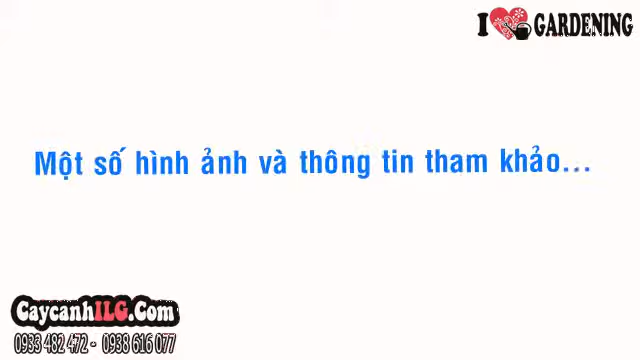 I GARDENING
Một số hình ảnh và thông tin tham khảo...
CaycanhILG.Com
0933 482 472 - 0938 616 077